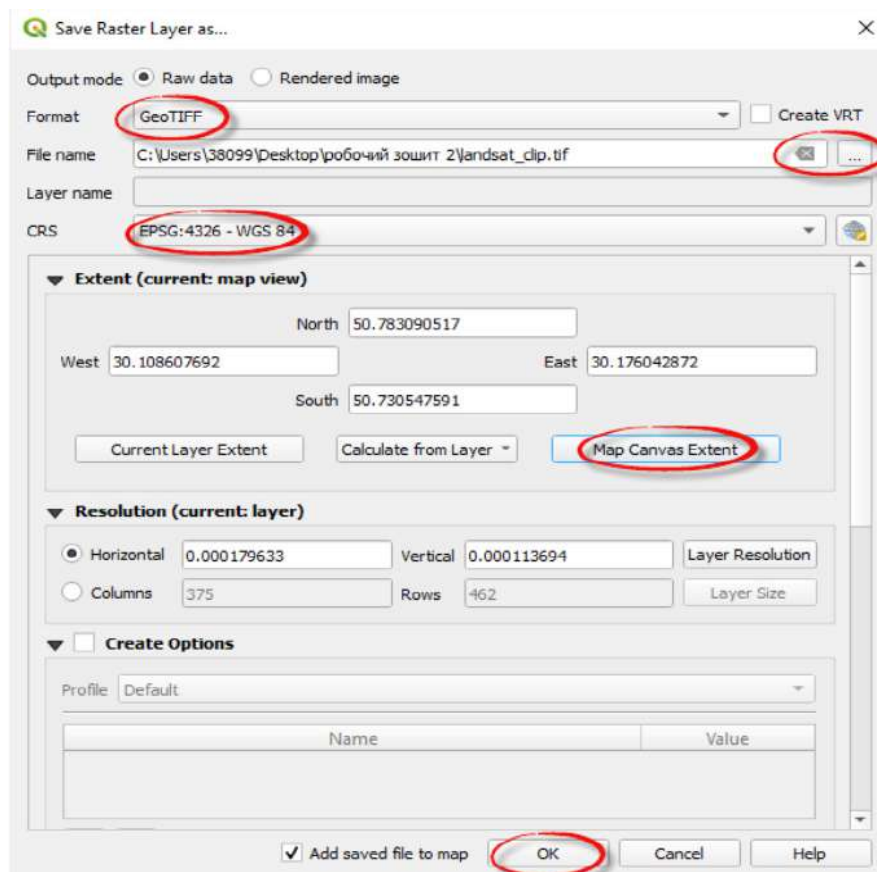 Save Raster Layer as...
Output mode Raw data Rendered image
Format GeoTIFF Create VRT
File name C:\Users\38099\Desktop\робочий зошит 2\landsat_clip.tif ...
Layer name
CRS EPSG:4326 - WGS 84
Extent (current: map view)
North 50.783090517
West 30.108607692 East 30.176042872
South 50.730547591
Current Layer Extent Calculate from Layer Map Canvas Extent
Resolution (current: layer)
Horizontal 0.000179633 Vertical 0.000113694 Layer Resolution
Columns 375 Rows 462 Layer Size
Create Options
Profile Default
Name Value
Add saved file to map OK Cancel Help